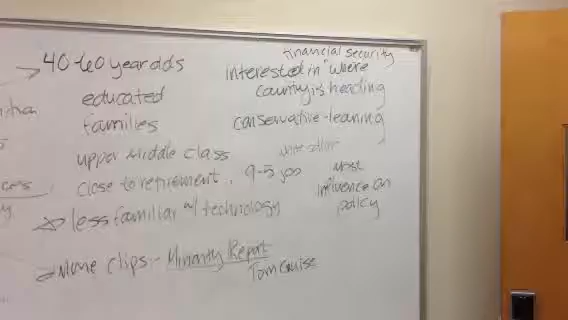 financial security
40-60 year olds
interested in "where
country is heading
educated
families
conservative-leaning
upper middle class
white collar
close to retirement
9-5 job
most
influence on
policy
less familiar w/ technology
Movie clips - Minority Report
Tom Cruise